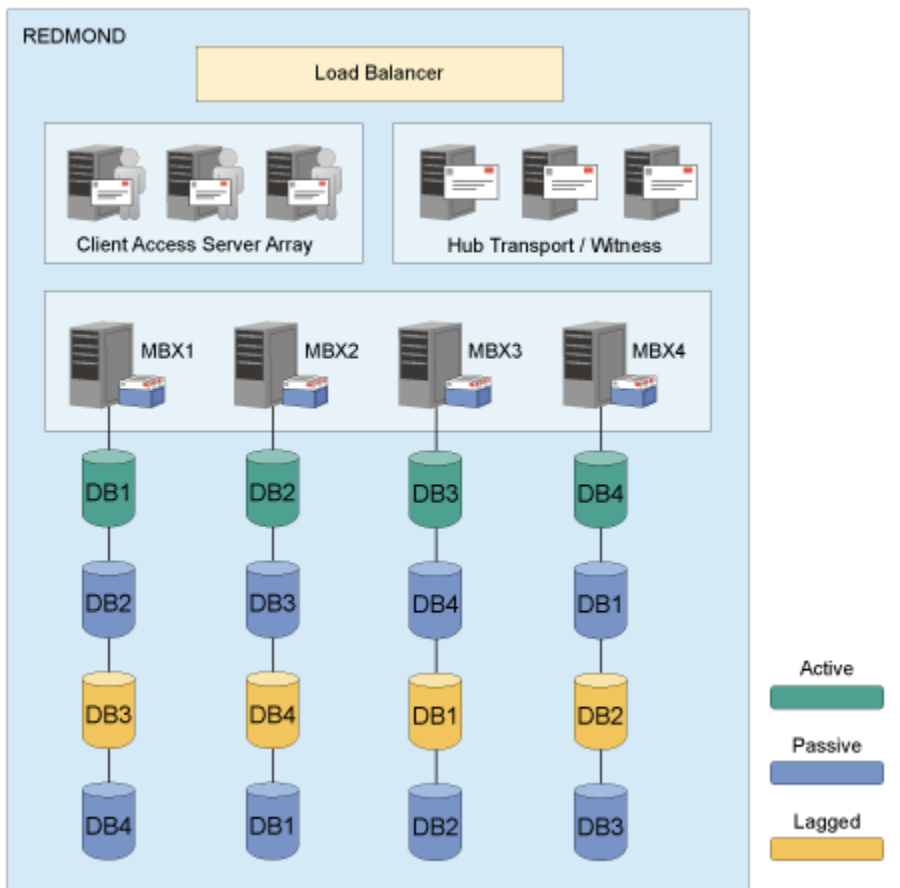 REDMOND
Load Balancer
Client Access Server Array
Hub Transport / Witness
MBX1 MBX2 MBX3 MBX4
DB1 DB2 DB3 DB4
DB2 DB3 DB4 DB1
DB3 DB4 DB1 DB2
DB4 DB1 DB2 DB3
Active
Passive
Lagged